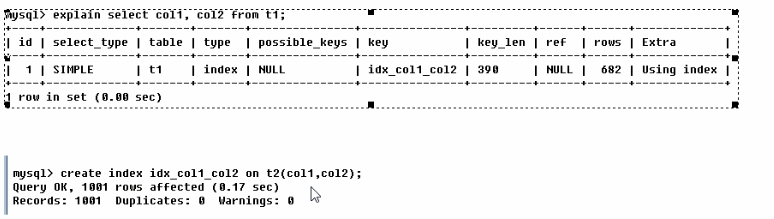 mysql> explain select col1, col2 from t1;
+----+-------------+-------+-------+---------------+---------------+---------+------+------+-------------+
| id | select_type | table | type | possible_keys | key | key_len | ref | rows | Extra |
+----+-------------+-------+-------+---------------+---------------+---------+------+------+-------------+
| 1 | SIMPLE | t1 | index | NULL | idx_col1_col2 | 390 | NULL | 682 | Using index |
+----+-------------+-------+-------+---------------+---------------+---------+------+------+-------------+
1 row in set (0.00 sec)
mysql> create index idx_col1_col2 on t2(col1,col2);
Query OK, 1001 rows affected (0.17 sec)
Records: 1001 Duplicates: 0 Warnings: 0